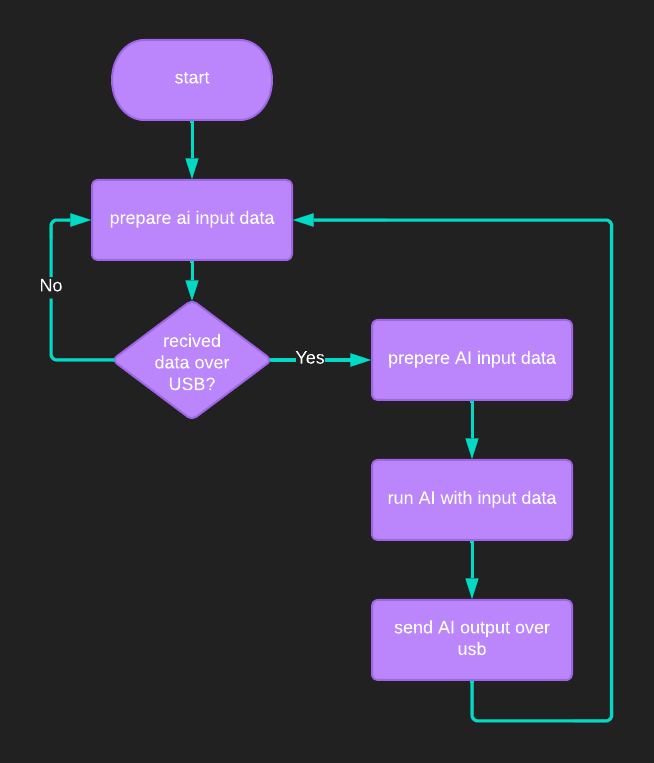 start
prepare ai input data
No
recived
data over
USB?
Yes
prepere AI input data
run AI with input data
send AI output over
usb